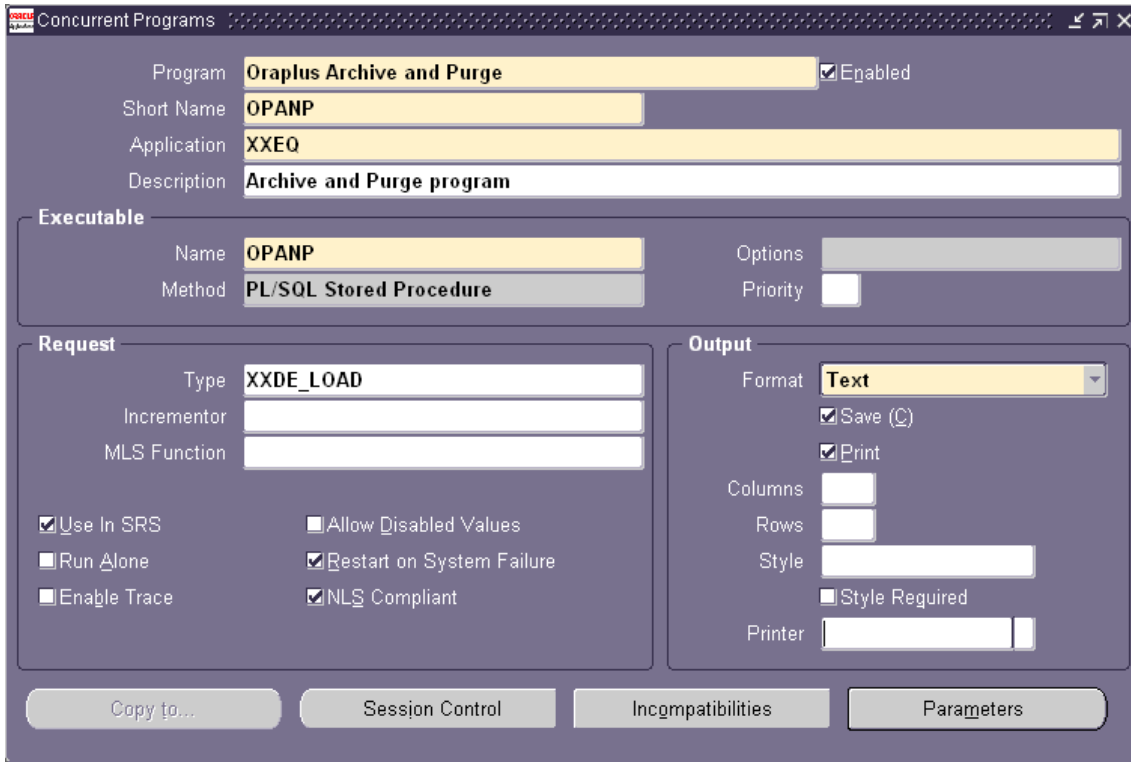 ORACLE Applications Concurrent Programs
Program Oraplus Archive and Purge Enabled
Short Name OPANP
Application XXEQ
Description Archive and Purge program
Executable
Name OPANP Options
Method PL/SQL Stored Procedure Priority
Request Output
Type XXDE_LOAD Format Text
Incrementor Save (C)
MLS Function Print
Columns
Use In SRS Allow Disabled Values Rows
Run Alone Restart on System Failure Style
Enable Trace NLS Compliant Style Required
Printer
Copy to... Session Control Incompatibilities Parameters